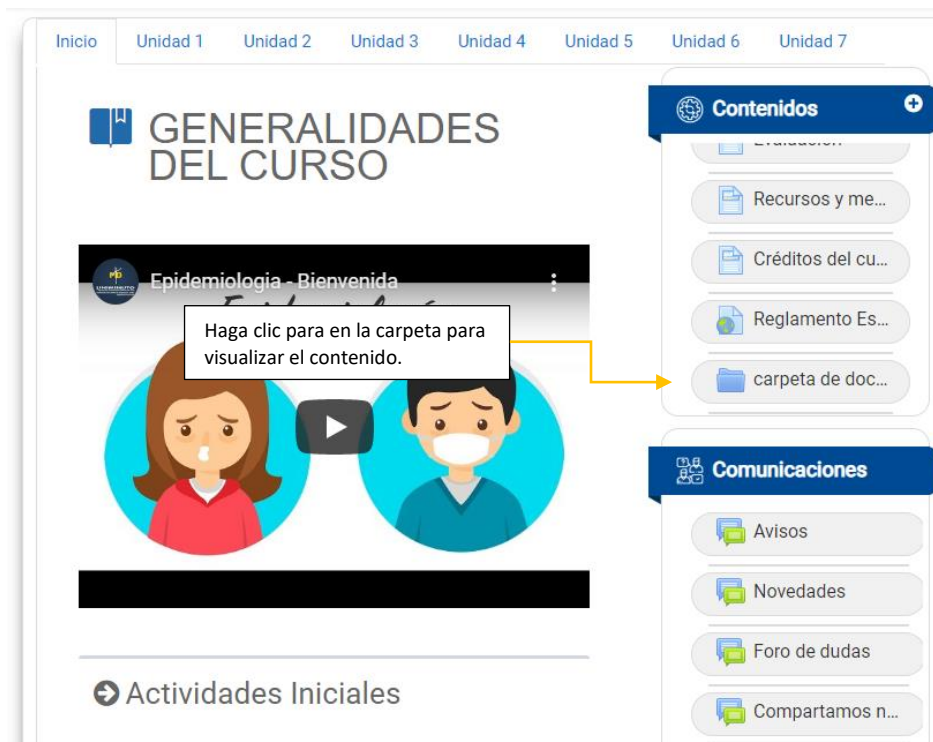 Inicio Unidad 1 Unidad 2 Unidad 3 Unidad 4 Unidad 5 Unidad 6 Unidad 7
GENERALIDADES
DEL CURSO
Epidemiologia - Bienvenida
Haga clic para en la carpeta para
visualizar el contenido.
Actividades Iniciales
Contenidos
Evaluación
Recursos y me...
Créditos del cu...
Reglamento Es...
carpeta de doc...
Comunicaciones
Avisos
Novedades
Foro de dudas
Compartamos n...